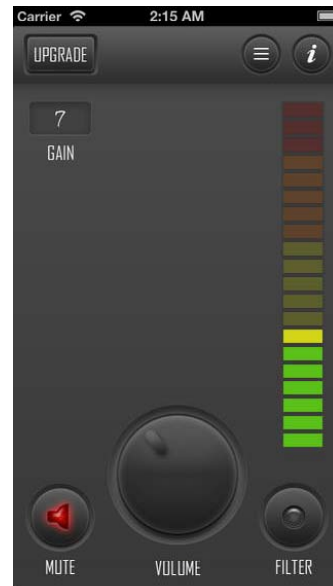 Carrier 2:15 AM
UPGRADE
i
7
GAIN
MUTE VOLUME FILTER